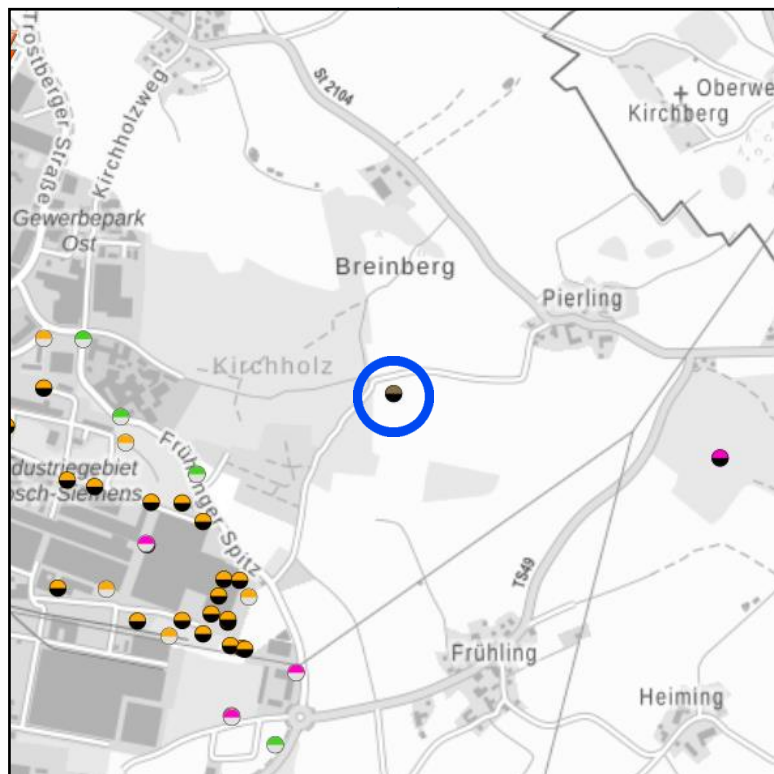 Trostberger Straße
Kirchholzweg
St 2104
Oberwe
Kirchberg
Gewerbepark
Ost
Breinberg
Pierling
Kirchholz
Frühlinger Spitz
ndustriegebiet
osch-Siemens
TS49
Frühling
Heiming